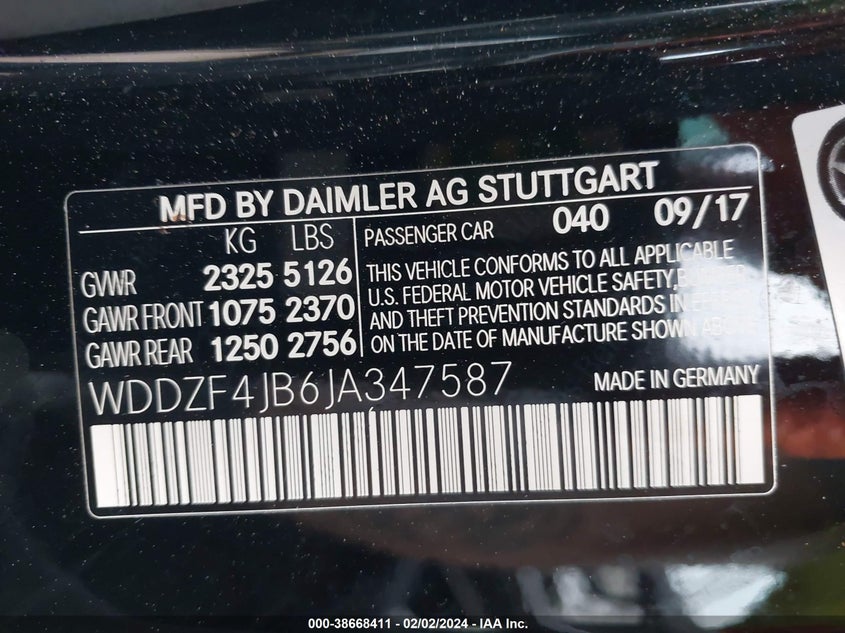 MFD BY DAIMLER AG STUTTGART
KG LBS
GVWR 2325 5126
GAWR FRONT 1075 2370
GAWR REAR 1250 2756
PASSENGER CAR 040 09/17
THIS VEHICLE CONFORMS TO ALL APPLICABLE
U.S. FEDERAL MOTOR VEHICLE SAFETY,
AND THEFT PREVENTION STANDARDS IN EFFECT
ON THE DATE OF MANUFACTURE SHOWN ABOVE
WDDZF4JB6JA347587
MADE IN GERMANY
000-38668411 - 02/02/2024 - IAA Inc.